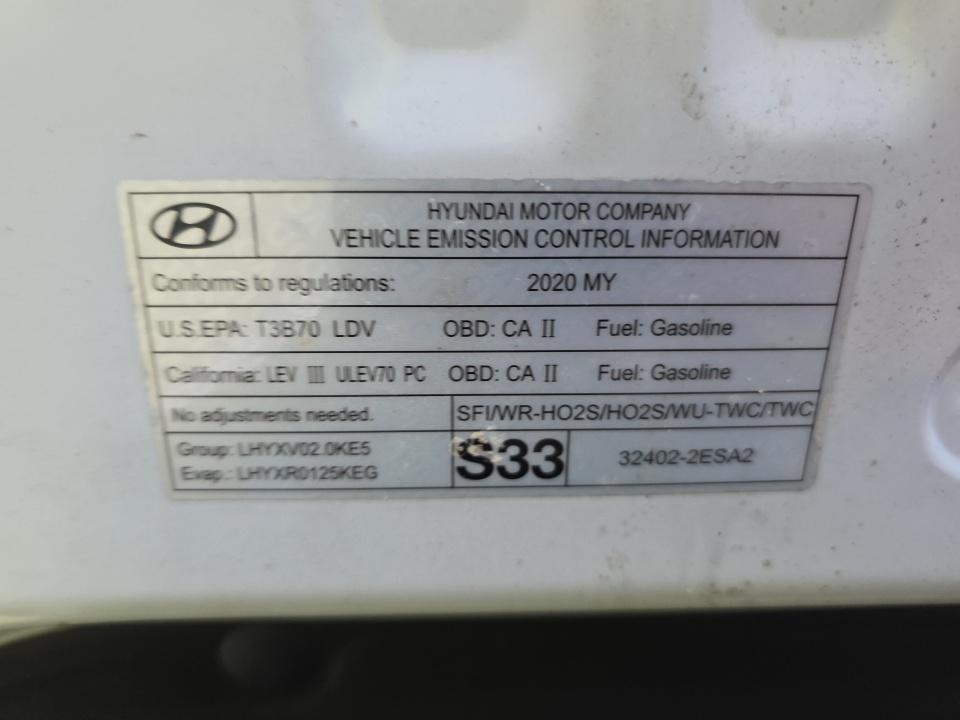 HYUNDAI MOTOR COMPANY
VEHICLE EMISSION CONTROL INFORMATION
Conforms to regulations: 2020 MY
U.S.EPA: T3B70 LDV OBD: CA II Fuel: Gasoline
California: LEV III ULEV70 PC OBD: CA II Fuel: Gasoline
No adjustments needed. SFI/WR-HO2S/HO2S/WU-TWC/TWC
Group: LHYXV02.0KE5
Evap.: LHYXR0125KEG
S33 32402-2ESA2